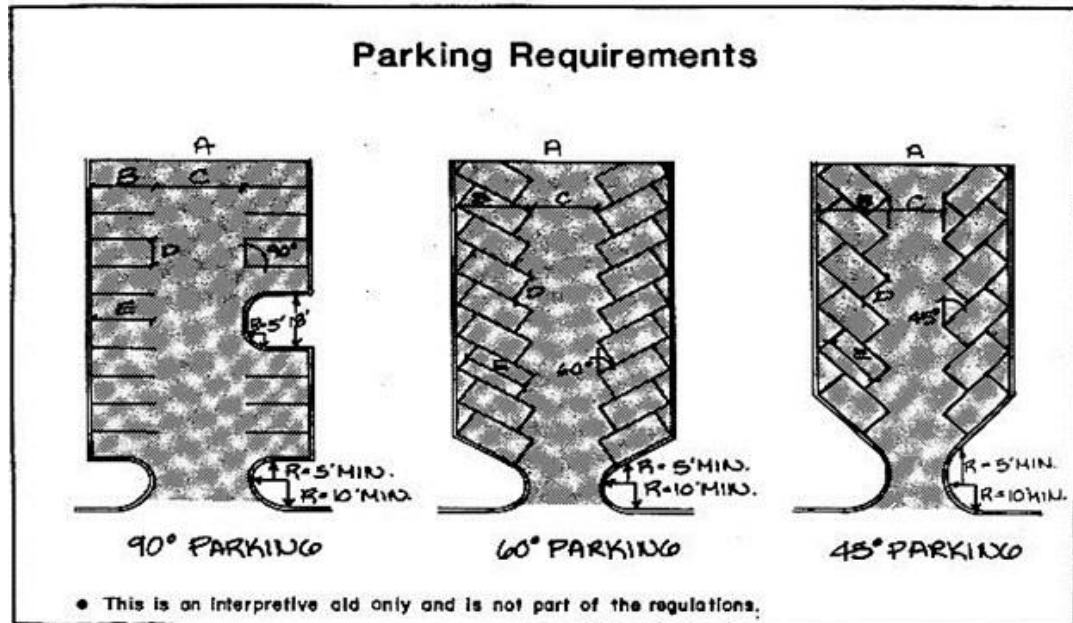 Parking Requirements
A
B C
D
90°
E
R=5' 18'
R=5' MIN.
R=10' MIN.
90° PARKING
A
B C
D
E
60°
R=5' MIN.
R=10' MIN.
60° PARKING
A
B C
D
45°
E
R=5' MIN.
R=10' MIN.
45° PARKING
• This is an interpretive aid only and is not part of the regulations.